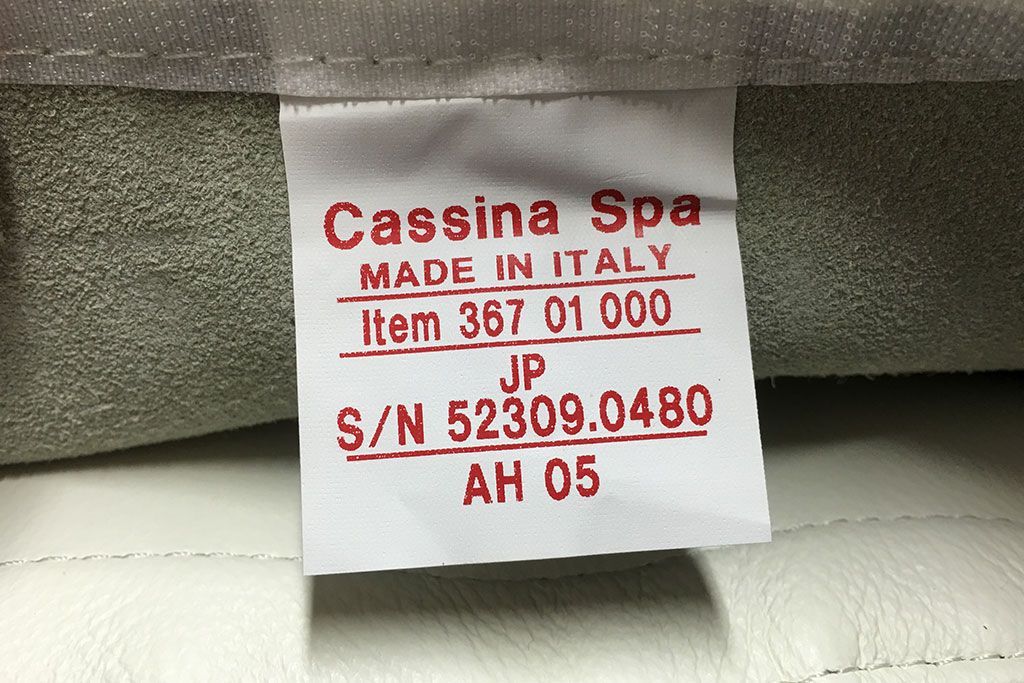 Cassina Spa
MADE IN ITALY
Item 367 01 000
JP
S/N 52309.0480
AH 05